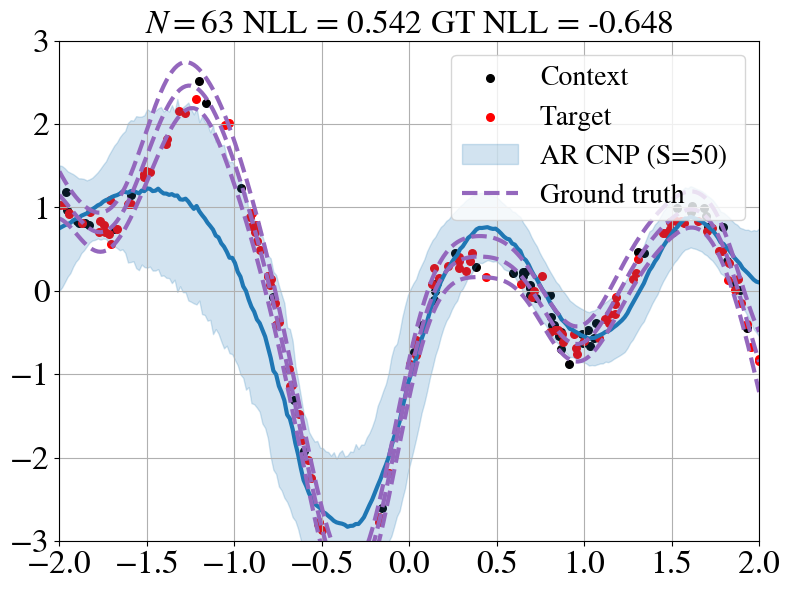 N = 63 NLL = 0.542 GT NLL = -0.648
3
2
1
0
−1
−2
−3
Context
Target
AR CNP (S=50)
Ground truth
−2.0 −1.5 −1.0 −0.5 0.0 0.5 1.0 1.5 2.0